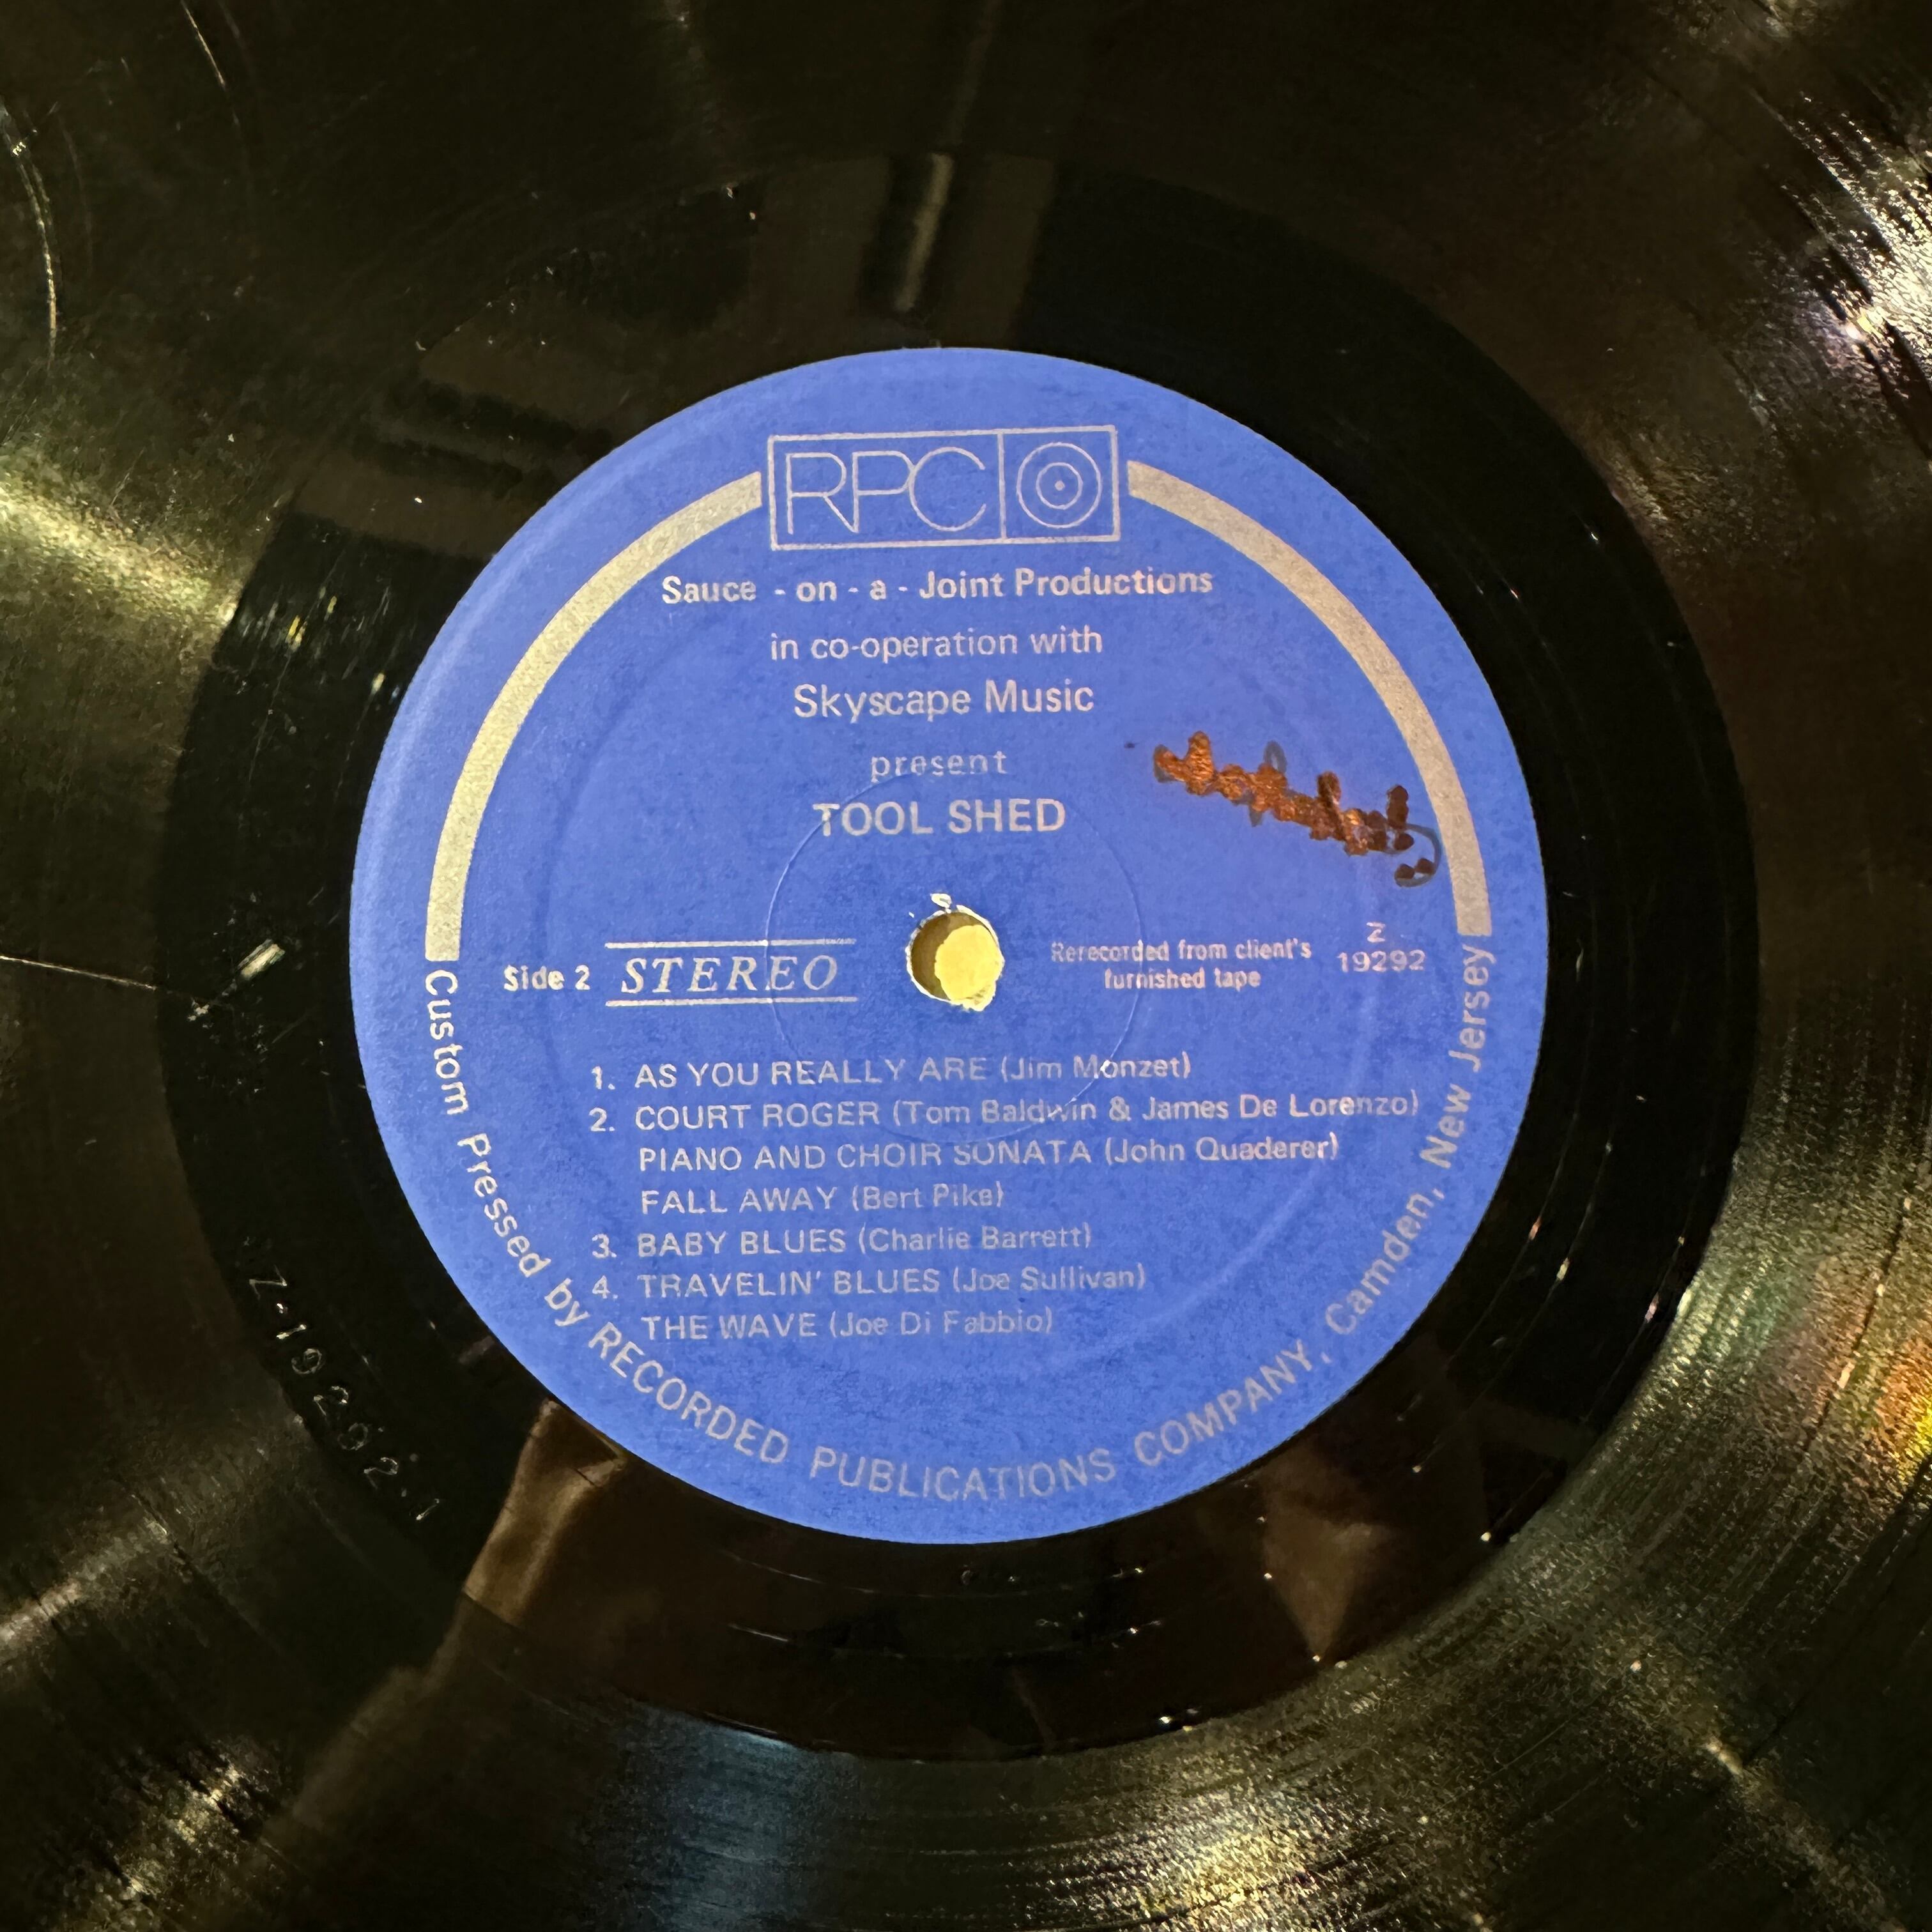 RPC
Sauce - on - a - Joint Productions
in co-operation with
Skyscape Music
present
TOOL SHED
Side 2 STEREO
Rerecorded from client's
furnished tape
Z
19292
1. AS YOU REALLY ARE (Jim Monzet)
2. COURT ROGER (Tom Baldwin & James De Lorenzo)
PIANO AND CHOIR SONATA (John Quaderer)
FALL AWAY (Bert Pike)
3. BABY BLUES (Charlie Barrett)
4. TRAVELIN' BLUES (Joe Sullivan)
THE WAVE (Joe Di Fabbio)
Custom Pressed by RECORDED PUBLICATIONS COMPANY, Camden, New Jersey
Z-19292-1